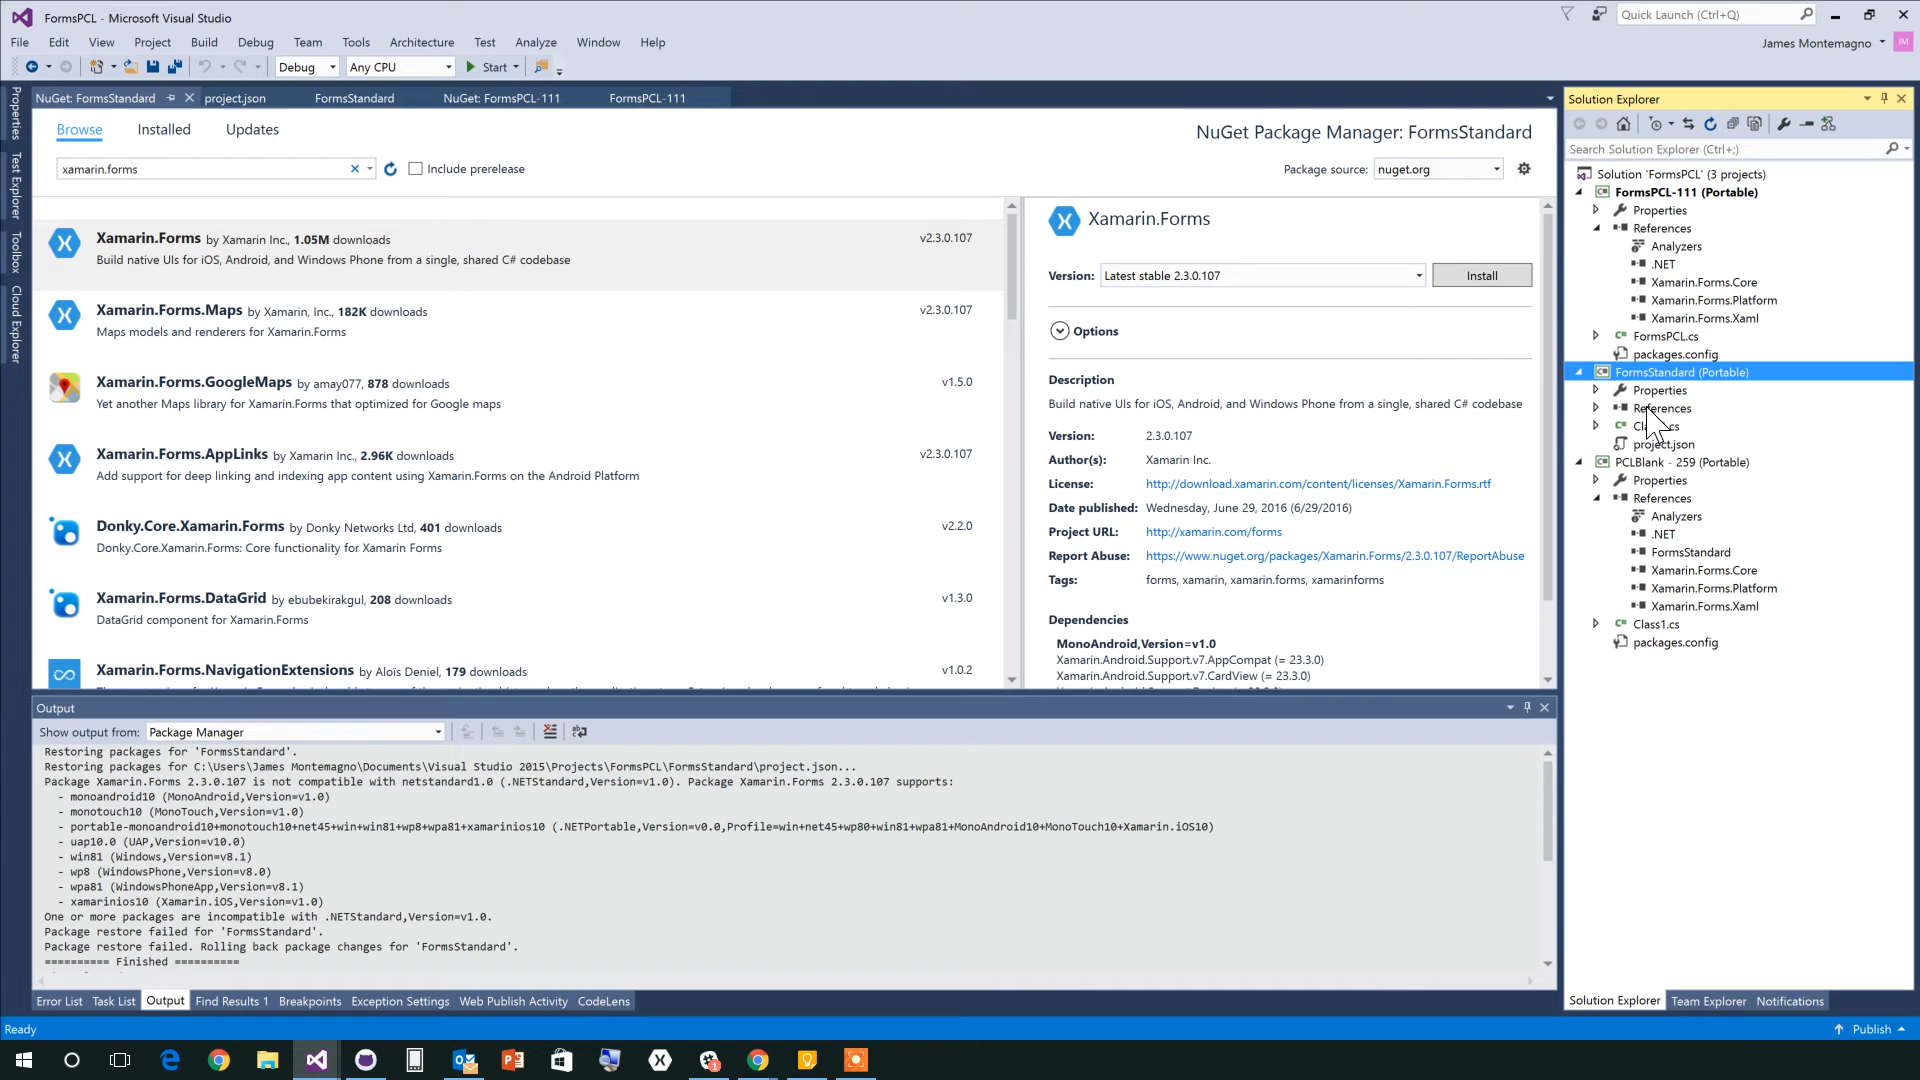 FormsPCL - Microsoft Visual Studio
Quick Launch (Ctrl+Q)
File Edit View Project Build Debug Team Tools Architecture Test Analyze Window Help
James Montemagno JM
Debug Any CPU Start
Properties
Test Explorer
Toolbox
Cloud Explorer
NuGet: FormsStandard project.json FormsStandard NuGet: FormsPCL-111 FormsPCL-111
Browse Installed Updates
NuGet Package Manager: FormsStandard
xamarin.forms
Include prerelease
Package source: nuget.org
Xamarin.Forms by Xamarin Inc., 1.05M downloads v2.3.0.107
Build native UIs for iOS, Android, and Windows Phone from a single, shared C# codebase
Xamarin.Forms.Maps by Xamarin, Inc., 182K downloads v2.3.0.107
Maps models and renderers for Xamarin.Forms
Xamarin.Forms.GoogleMaps by amay077, 878 downloads v1.5.0
Yet another Maps library for Xamarin.Forms that optimized for Google maps
Xamarin.Forms.AppLinks by Xamarin Inc., 2.96K downloads v2.3.0.107
Add support for deep linking and indexing app content using Xamarin.Forms on the Android Platform
Donky.Core.Xamarin.Forms by Donky Networks Ltd, 401 downloads v2.2.0
Donky.Core.Xamarin.Forms: Core functionality for Xamarin Forms
Xamarin.Forms.DataGrid by ebubekirakgul, 208 downloads v1.3.0
DataGrid component for Xamarin.Forms
Xamarin.Forms.NavigationExtensions by Aloïs Deniel, 179 downloads v1.0.2
Xamarin.Forms
Version: Latest stable 2.3.0.107 Install
Options
Description
Build native UIs for iOS, Android, and Windows Phone from a single, shared C# codebase
Version: 2.3.0.107
Author(s): Xamarin Inc.
License: http://download.xamarin.com/content/licenses/Xamarin.Forms.rtf
Date published: Wednesday, June 29, 2016 (6/29/2016)
Project URL: http://xamarin.com/forms
Report Abuse: https://www.nuget.org/packages/Xamarin.Forms/2.3.0.107/ReportAbuse
Tags: forms, xamarin, xamarin.forms, xamarinforms
Dependencies
MonoAndroid,Version=v1.0
Xamarin.Android.Support.v7.AppCompat (= 23.3.0)
Xamarin.Android.Support.v7.CardView (= 23.3.0)
Output
Show output from: Package Manager
Restoring packages for 'FormsStandard'.
Restoring packages for C:\Users\James Montemagno\Documents\Visual Studio 2015\Projects\FormsPCL\FormsStandard\project.json...
Package Xamarin.Forms 2.3.0.107 is not compatible with netstandard1.0 (.NETStandard,Version=v1.0). Package Xamarin.Forms 2.3.0.107 supports:
- monoandroid10 (MonoAndroid,Version=v1.0)
- monotouch10 (MonoTouch,Version=v1.0)
- portable-monoandroid10+monotouch10+net45+win+win81+wp8+wpa81+xamarinios10 (.NETPortable,Version=v0.0,Profile=win+net45+wp80+win81+wpa81+MonoAndroid10+MonoTouch10+Xamarin.iOS10)
- uap10.0 (UAP,Version=v10.0)
- win81 (Windows,Version=v8.1)
- wp8 (WindowsPhone,Version=v8.0)
- wpa81 (WindowsPhoneApp,Version=v8.1)
- xamarinios10 (Xamarin.iOS,Version=v1.0)
One or more packages are incompatible with .NETStandard,Version=v1.0.
Package restore failed for 'FormsStandard'.
Package restore failed. Rolling back package changes for 'FormsStandard'.
========== Finished ==========
Error List Task List Output Find Results 1 Breakpoints Exception Settings Web Publish Activity CodeLens
Solution Explorer
Search Solution Explorer (Ctrl+;)
Solution 'FormsPCL' (3 projects)
FormsPCL-111 (Portable)
Properties
References
Analyzers
.NET
Xamarin.Forms.Core
Xamarin.Forms.Platform
Xamarin.Forms.Xaml
FormsPCL.cs
packages.config
FormsStandard (Portable)
Properties
References
project.json
PCLBlank - 259 (Portable)
Properties
References
Analyzers
.NET
FormsStandard
Xamarin.Forms.Core
Xamarin.Forms.Platform
Xamarin.Forms.Xaml
Class1.cs
packages.config
Solution Explorer Team Explorer Notifications
Ready
Publish